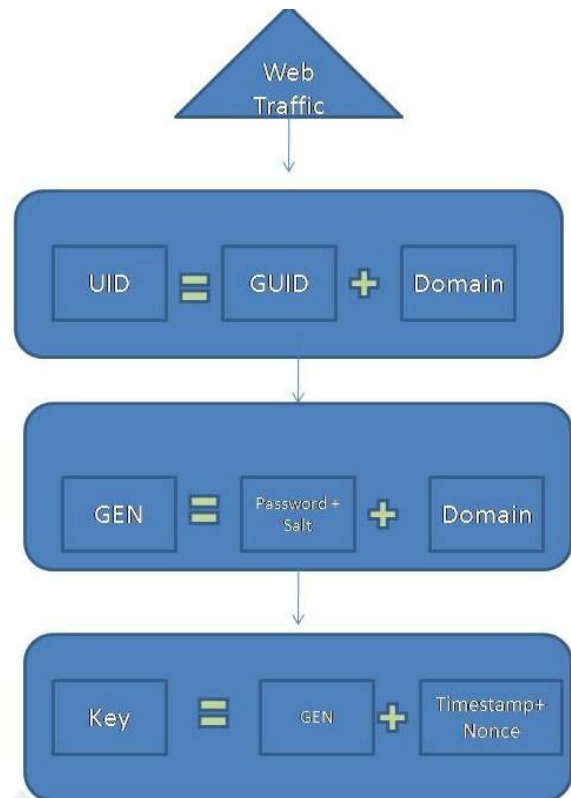 Web
Traffic
UID = GUID + Domain
GEN = Password +
Salt + Domain
Key = GEN + Timestamp+
Nonce